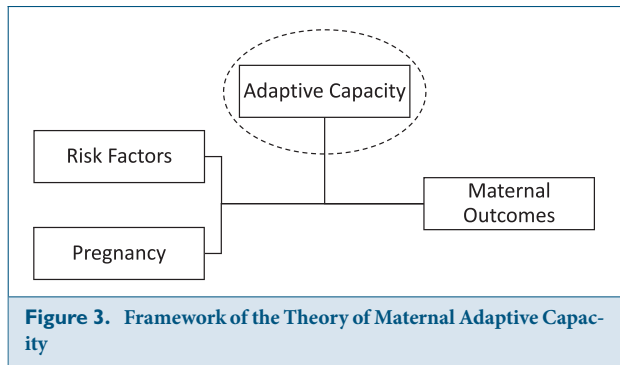 Adaptive Capacity
Risk Factors
Maternal
Outcomes
Pregnancy
Figure 3. Framework of the Theory of Maternal Adaptive Capac-
ity